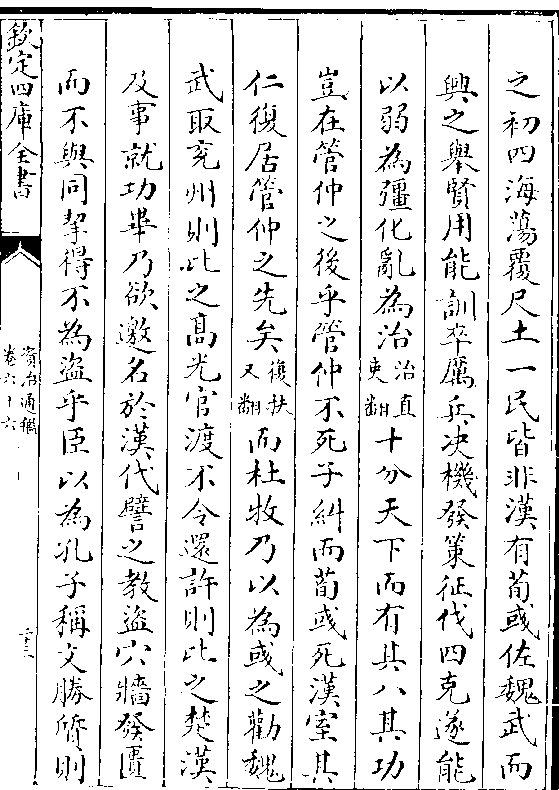 之初四海蕩覆尺土一民皆非漢有荀彧佐魏武而
興之舉賢用能訓卒厲兵决機發策征伐四克遂能
以弱為彊化亂為治治直吏翻十分天下而有其八其功
豈在管仲之後乎管仲不死子糾而荀彧死漢室其
仁復居管仲之先矣復扶又翻而杜牧乃以為彧之勸魏
武取兖州則比之髙光官渡不令還許則比之楚漢
及事就功畢乃欲邀名於漢代譬之教盜穴牆發匱
而不與同挈得不為盜乎臣以為孔子稱文勝質則
欽定四庫全書
資治通鑑
卷六十六